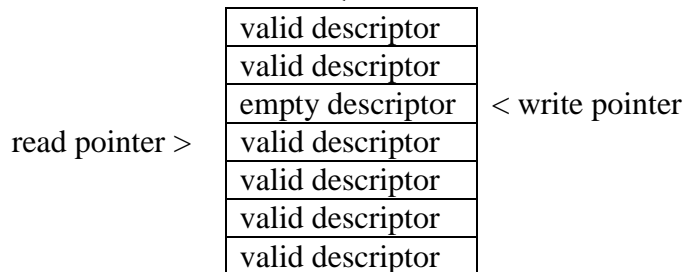 valid descriptor
valid descriptor
empty descriptor < write pointer
read pointer > valid descriptor
valid descriptor
valid descriptor
valid descriptor